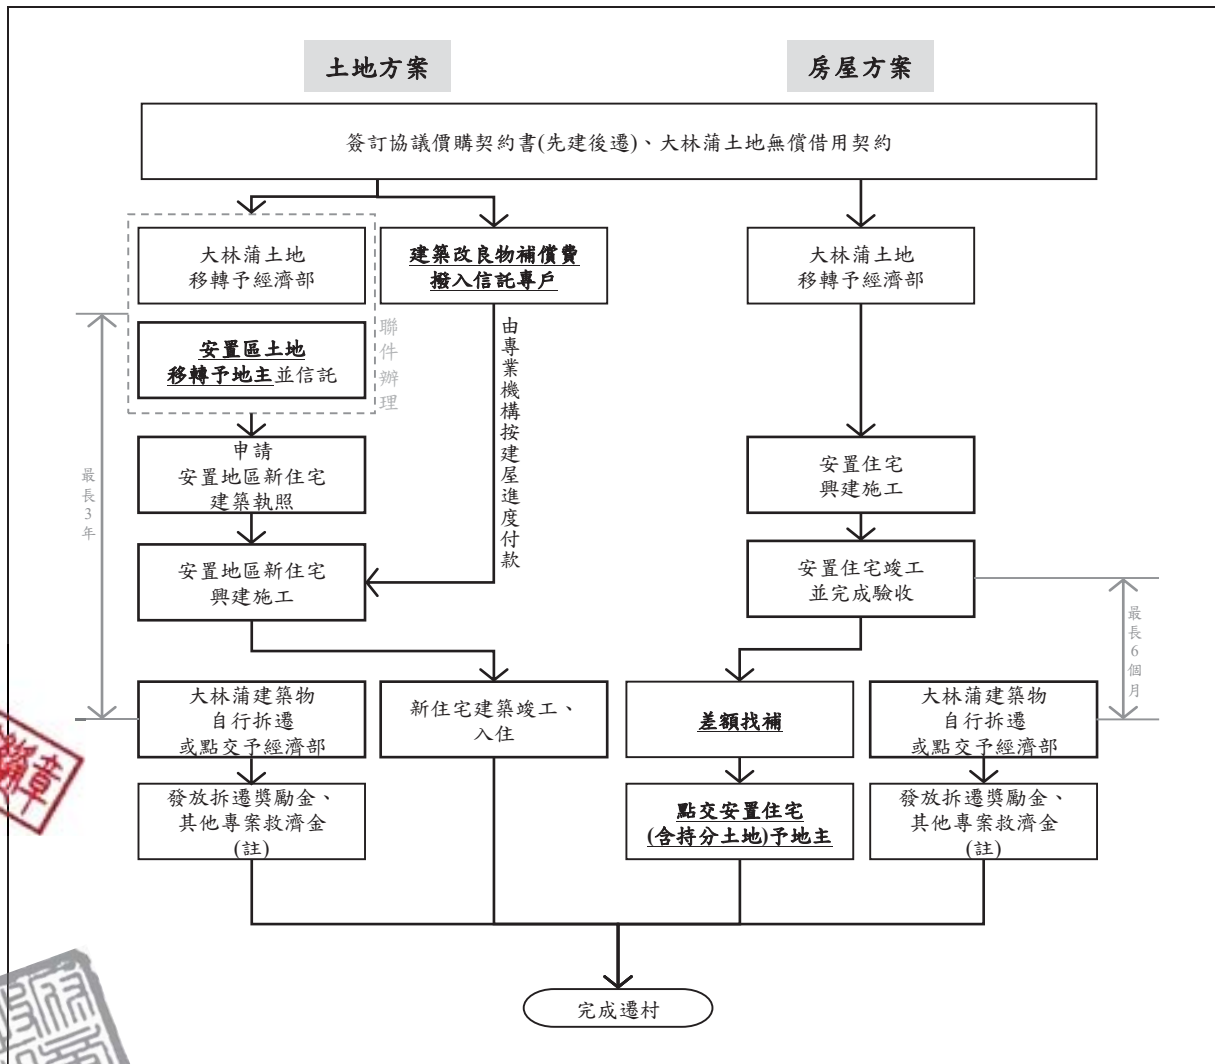 土地方案
房屋方案
簽訂協議價購契約書(先建後遷)、大林蒲土地無償借用契約
大林蒲土地
移轉予經濟部
建築改良物補償費
撥入信託專戶
大林蒲土地
移轉予經濟部
安置區土地
移轉予地主並信託
聯件辦理
由專業機構按建屋進度付款
最長3年
申請
安置地區新住宅
建築執照
安置住宅
興建施工
安置地區新住宅
興建施工
安置住宅竣工
並完成驗收
最長6個月
大林蒲建築物
自行拆遷
或點交予經濟部
新住宅建築竣工、
入住
差額找補
大林蒲建築物
自行拆遷
或點交予經濟部
發放拆遷獎勵金、
其他專案救濟金
(註)
點交安置住宅
(含持分土地)予地主
發放拆遷獎勵金、
其他專案救濟金
(註)
完成遷村
章